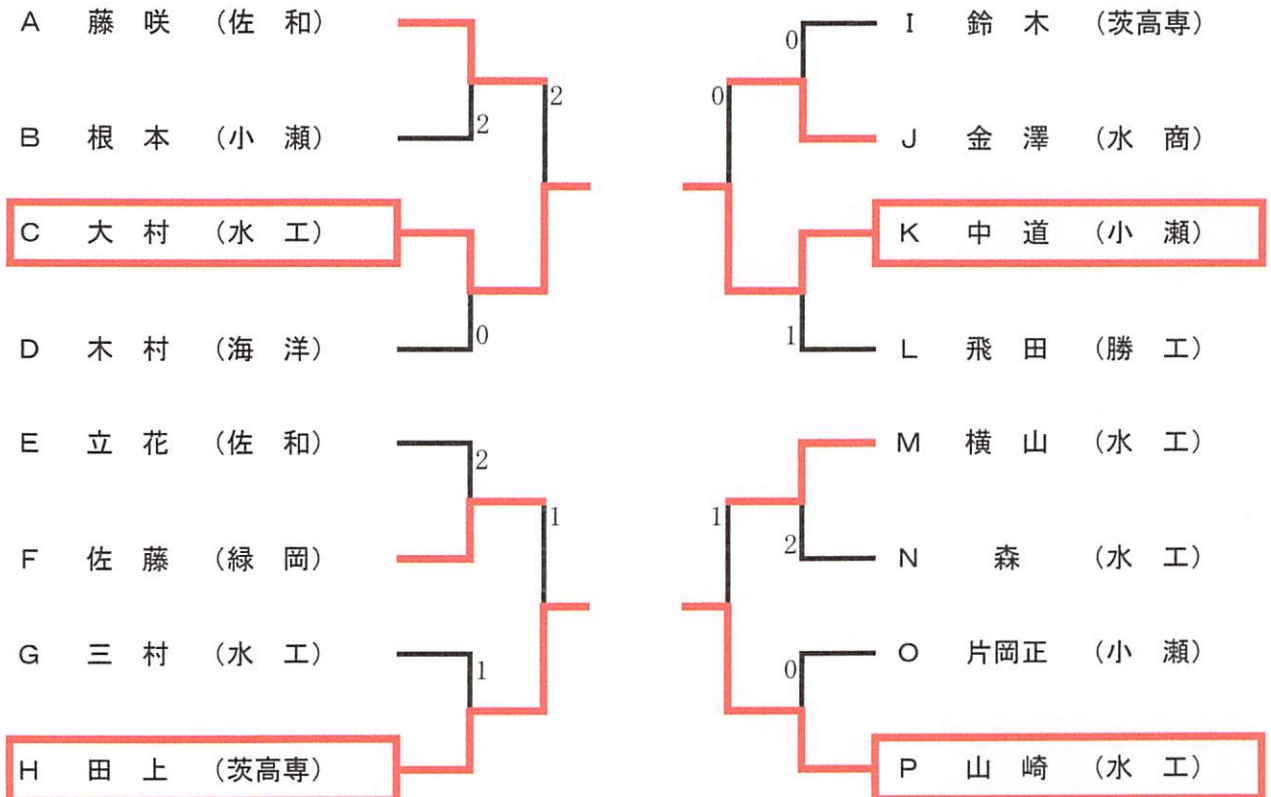 A 藤 咲 (佐 和)
2
B 根 本 (小 瀬)
2
C 大 村 (水 工)
D 木 村 (海 洋)
0
E 立 花 (佐 和)
2
F 佐 藤 (緑 岡)
1
G 三 村 (水 工)
1
H 田 上 (茨高専)
I 鈴 木 (茨高専)
0
0
J 金 澤 (水 商)
K 中 道 (小 瀬)
L 飛 田 (勝 工)
1
M 横 山 (水 工)
1
N 森 (水 工)
2
O 片岡正 (小 瀬)
0
P 山 崎 (水 工)